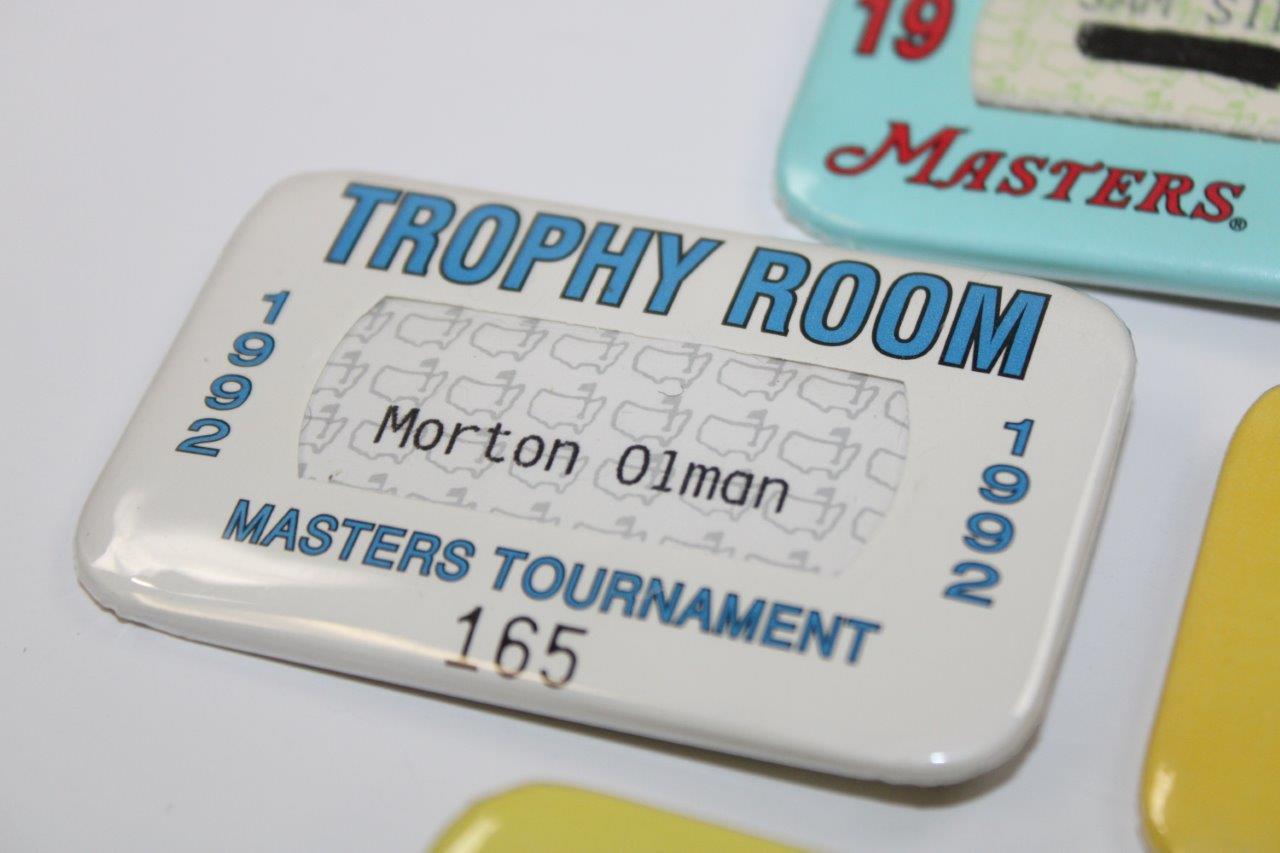 TROPHY ROOM
1992
1992
Morton Olman
MASTERS TOURNAMENT
165
19
MASTERS®